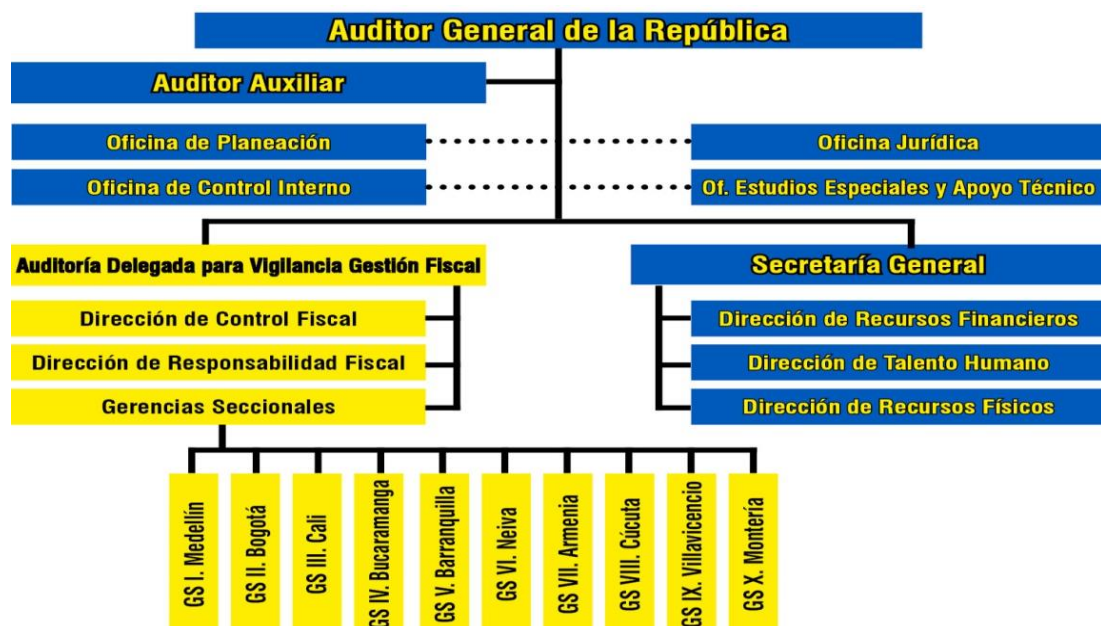 Auditor General de la República
Auditor Auxiliar
Oficina de Planeación
Oficina Jurídica
Oficina de Control Interno
Of. Estudios Especiales y Apoyo Técnico
Auditoría Delegada para Vigilancia Gestión Fiscal
Secretaría General
Dirección de Control Fiscal
Dirección de Recursos Financieros
Dirección de Responsabilidad Fiscal
Dirección de Talento Humano
Gerencias Seccionales
Dirección de Recursos Físicos
GS I. Medellín
GS II. Bogotá
GS III. Cali
GS IV. Bucaramanga
GS V. Barranquilla
GS VI. Neiva
GS VII. Armenia
GS VIII. Cúcuta
GS IX. Villavicencio
GS X. Montería